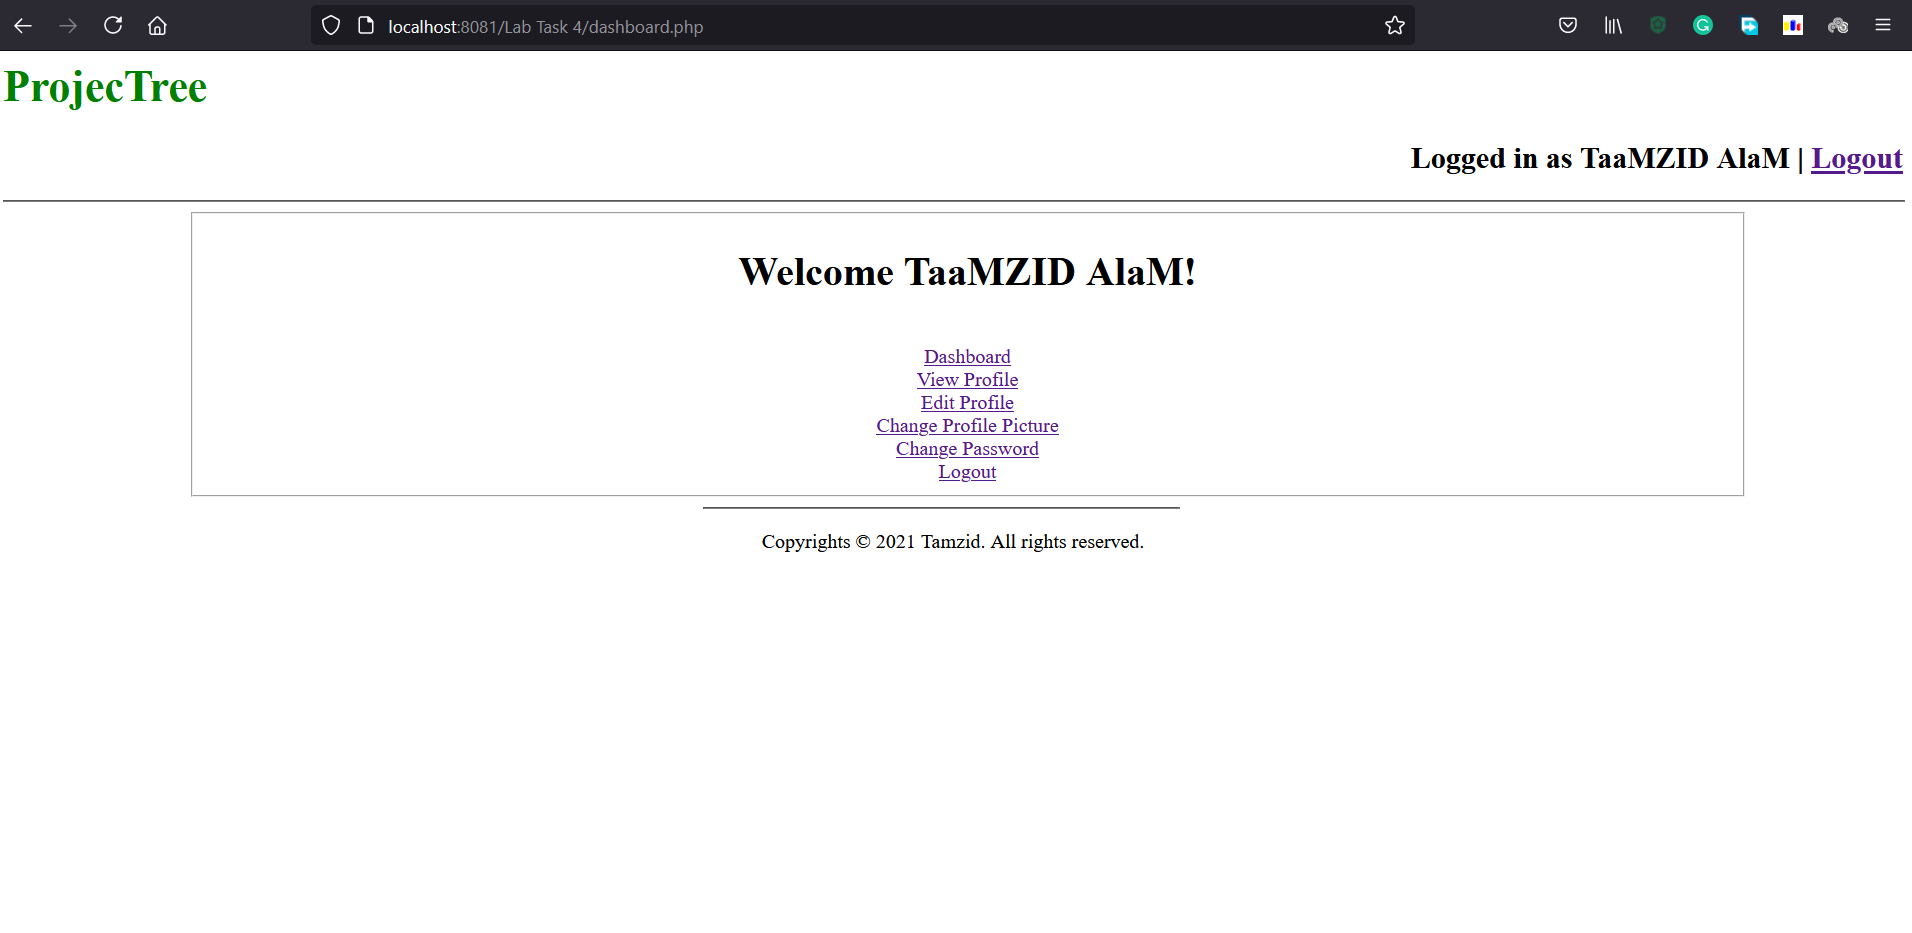 localhost:8081/Lab Task 4/dashboard.php
ProjecTree
Logged in as TaaMZID AlaM | Logout
Welcome TaaMZID AlaM!
Dashboard
View Profile
Edit Profile
Change Profile Picture
Change Password
Logout
Copyrights © 2021 Tamzid. All rights reserved.